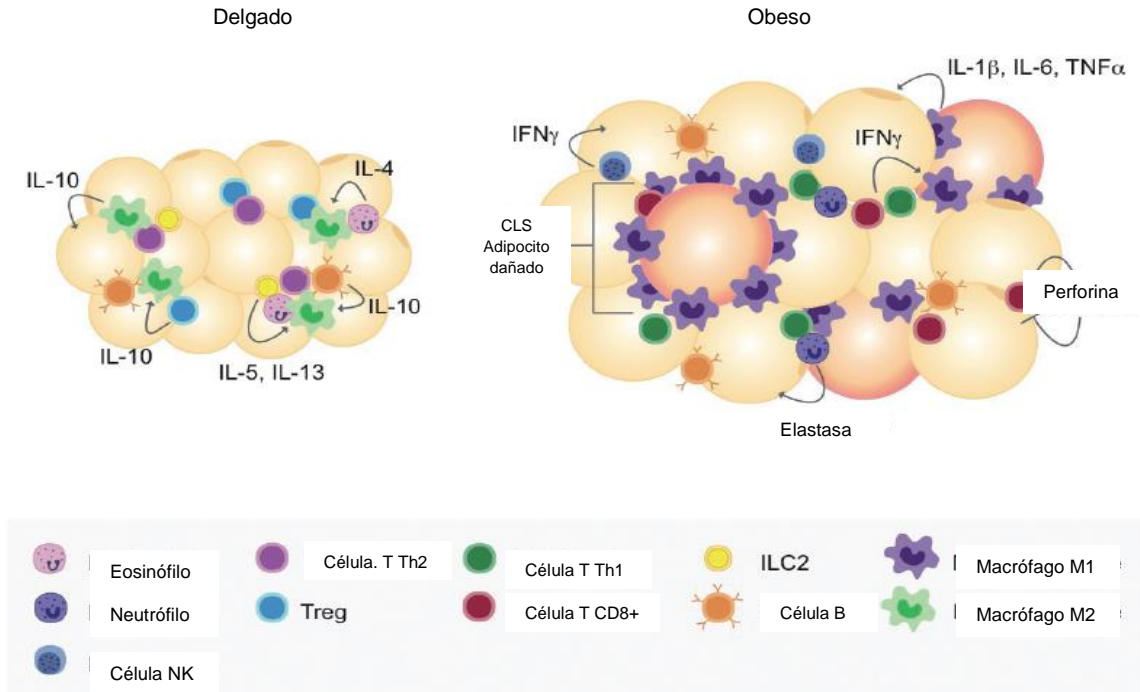 Delgado
Obeso
IL-10
IL-4
IL-10
IL-10
IL-5, IL-13
IL-1β, IL-6, TNFα
IFNγ
IFNγ
CLS
Adipocito
dañado
Perforina
Elastasa
Eosinófilo
Célula. T Th2
Célula T Th1
ILC2
Macrófago M1
Neutrófilo
Treg
Célula T CD8+
Célula B
Macrófago M2
Célula NK